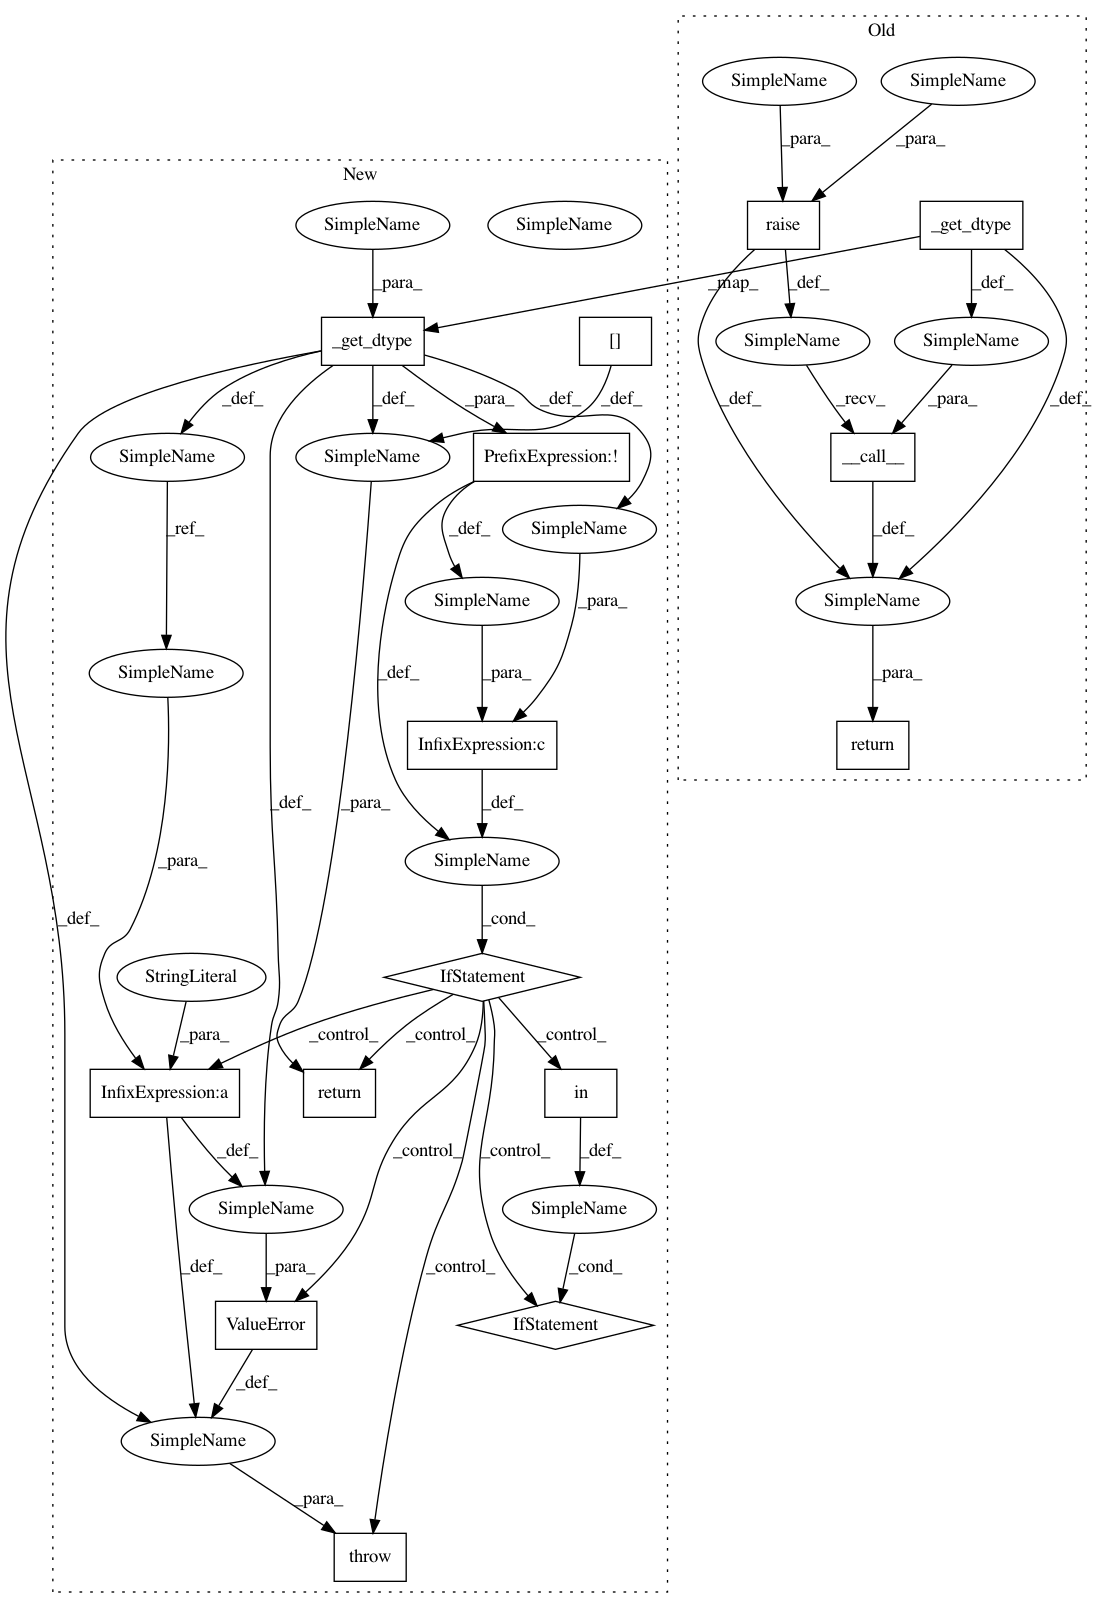 Old
SimpleName
SimpleName
_para_
_para_
New
SimpleName
SimpleName
raise
_get_dtype
_para_
_map_
_def_
_def_
_get_dtype
[]
SimpleName
SimpleName
_def_
_def_
_para_
_def_
_def_
_def_
_recv_
_para_
_def_
SimpleName
SimpleName
PrefixExpression:!
__call__
_ref_
_def_
SimpleName
_def_
SimpleName
_para_
SimpleName
SimpleName
_def_
_para_
_para_
InfixExpression:c
return
_def_
_para_
_def_
_para_
SimpleName
_def_
_cond_
StringLiteral
IfStatement
_para_
_control_
_control_
_control_
InfixExpression:a
return
in
_def_
_control_
_control_
_def_
SimpleName
SimpleName
_def_
_para_
_control_
_cond_
ValueError
IfStatement
_def_
SimpleName
_para_
throw